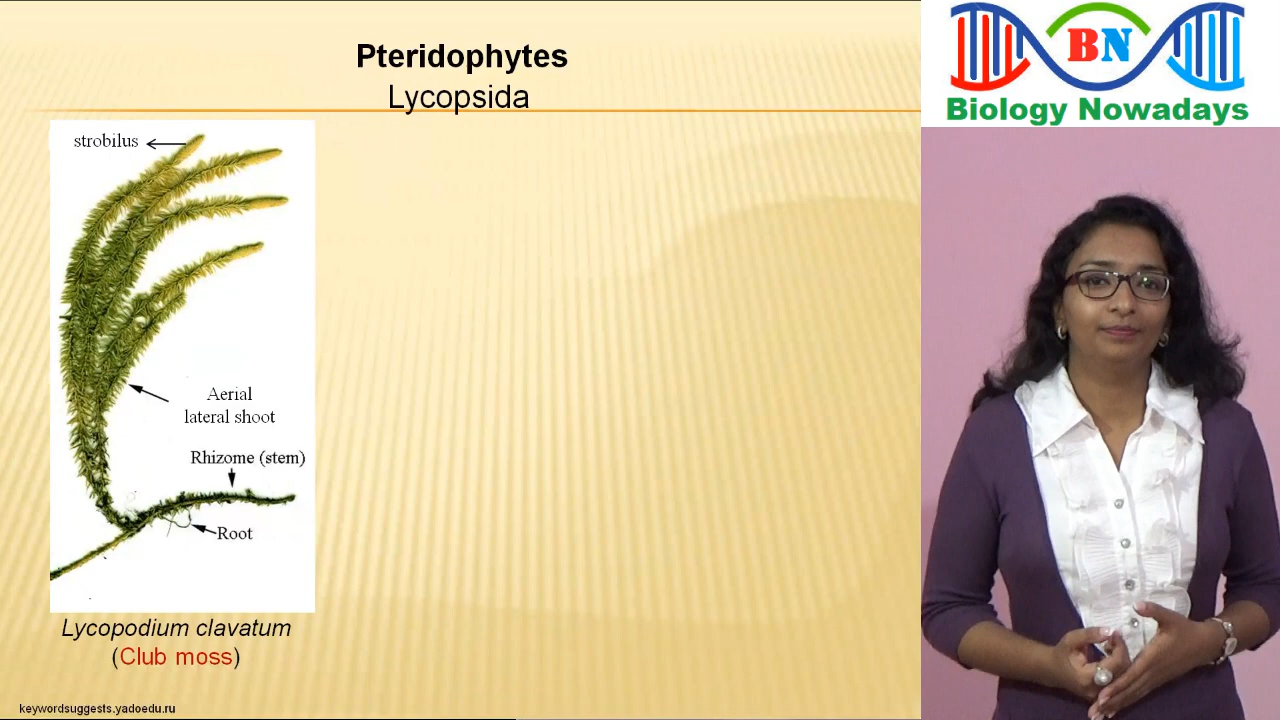 Pteridophytes
Lycopsida
BN
Biology Nowadays
strobilus
Aerial
lateral shoot
Rhizome (stem)
Root
Lycopodium clavatum
(Club moss)
keywordsuggests.yadoedu.ru